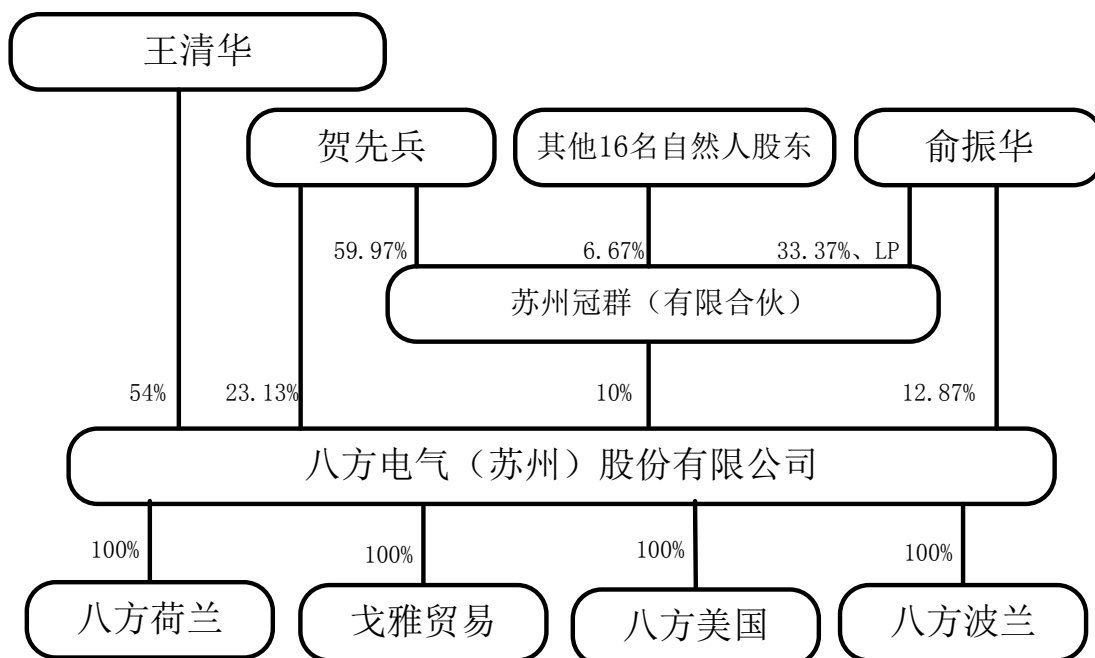 王清华
贺先兵
其他16名自然人股东
俞振华
59.97%
6.67%
33.37%、LP
苏州冠群（有限合伙）
54%
23.13%
10%
12.87%
八方电气（苏州）股份有限公司
100%
100%
100%
100%
八方荷兰
戈雅贸易
八方美国
八方波兰